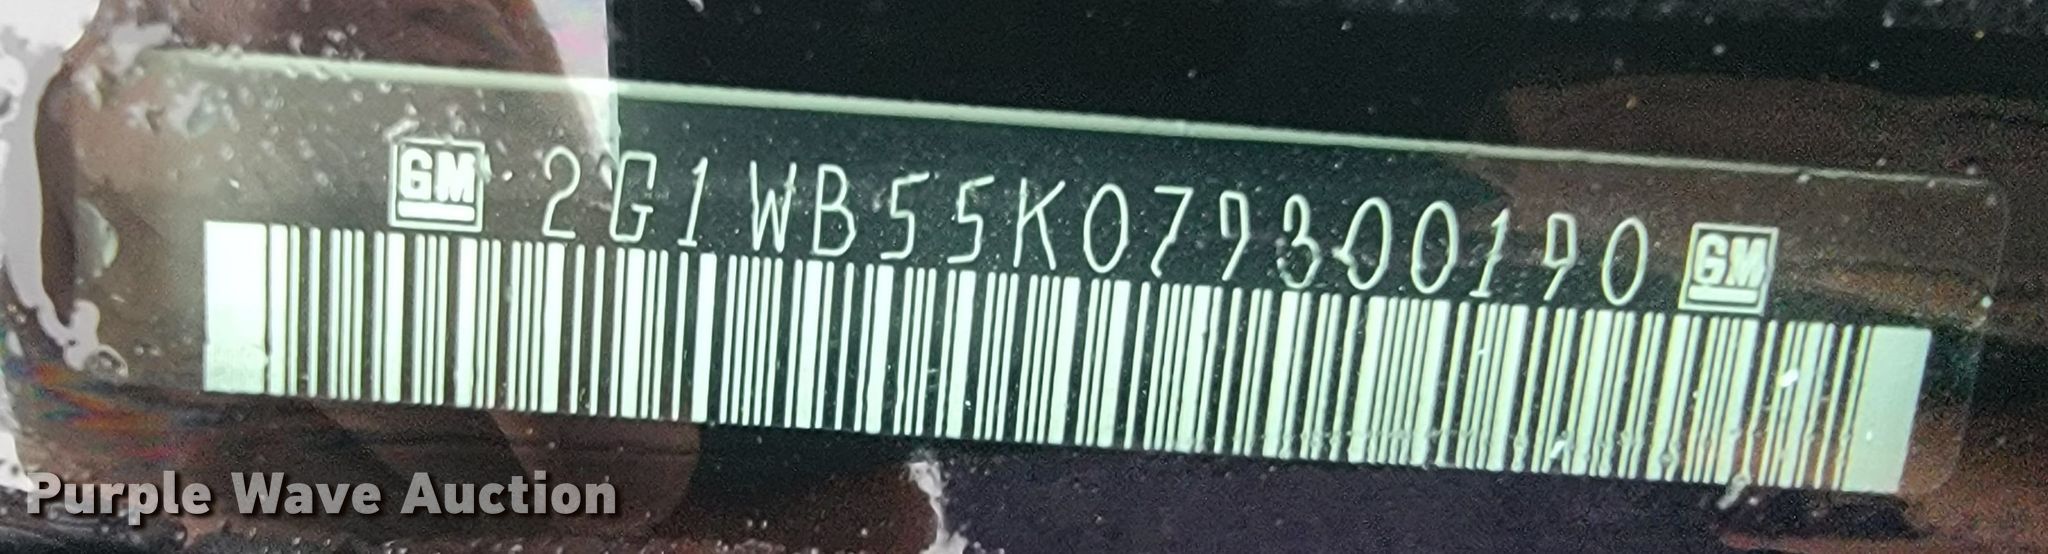 GM 2G1WB55K079300190 GM
Purple Wave Auction